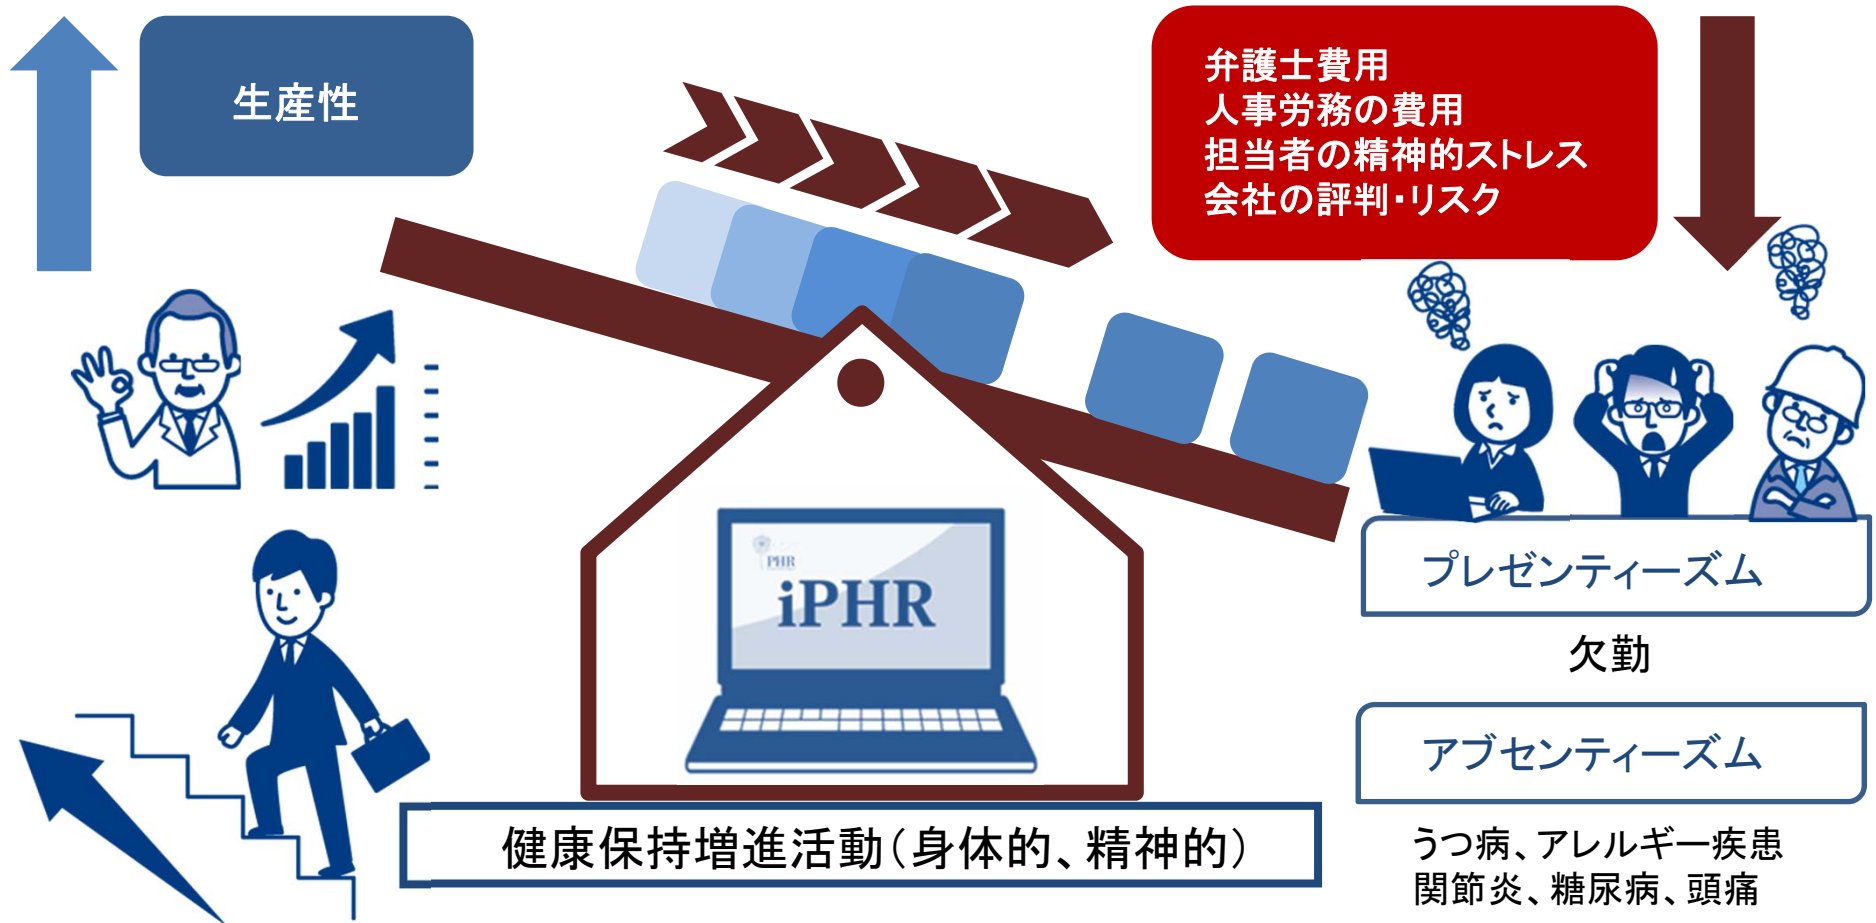 生産性
弁護士費用
人事労務の費用
担当者の精神的ストレス
会社の評判・リスク
PHR
iPHR
プレゼンティーズム
欠勤
アブセンティーズム
うつ病、アレルギー疾患
関節炎、糖尿病、頭痛
健康保持増進活動(身体的、精神的)